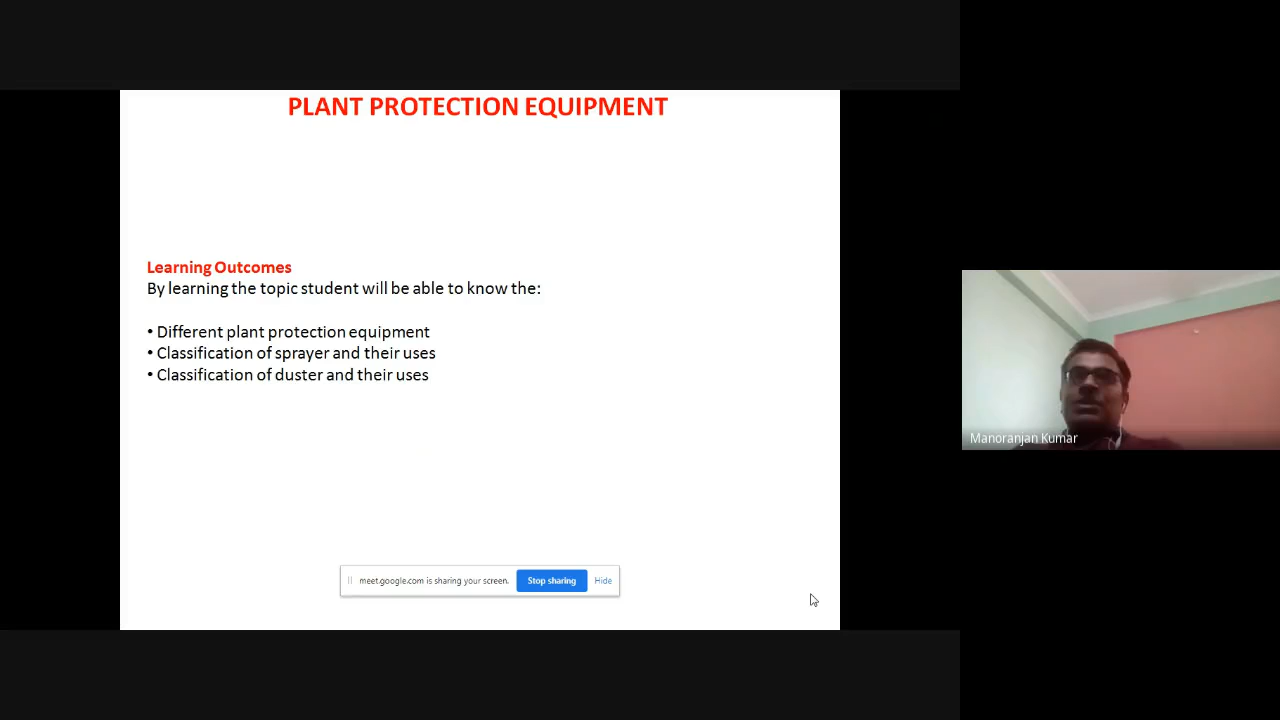 PLANT PROTECTION EQUIPMENT
Learning Outcomes
By learning the topic student will be able to know the:
• Different plant protection equipment
• Classification of sprayer and their uses
• Classification of duster and their uses
meet.google.com is sharing your screen. Stop sharing Hide
Manoranjan Kumar